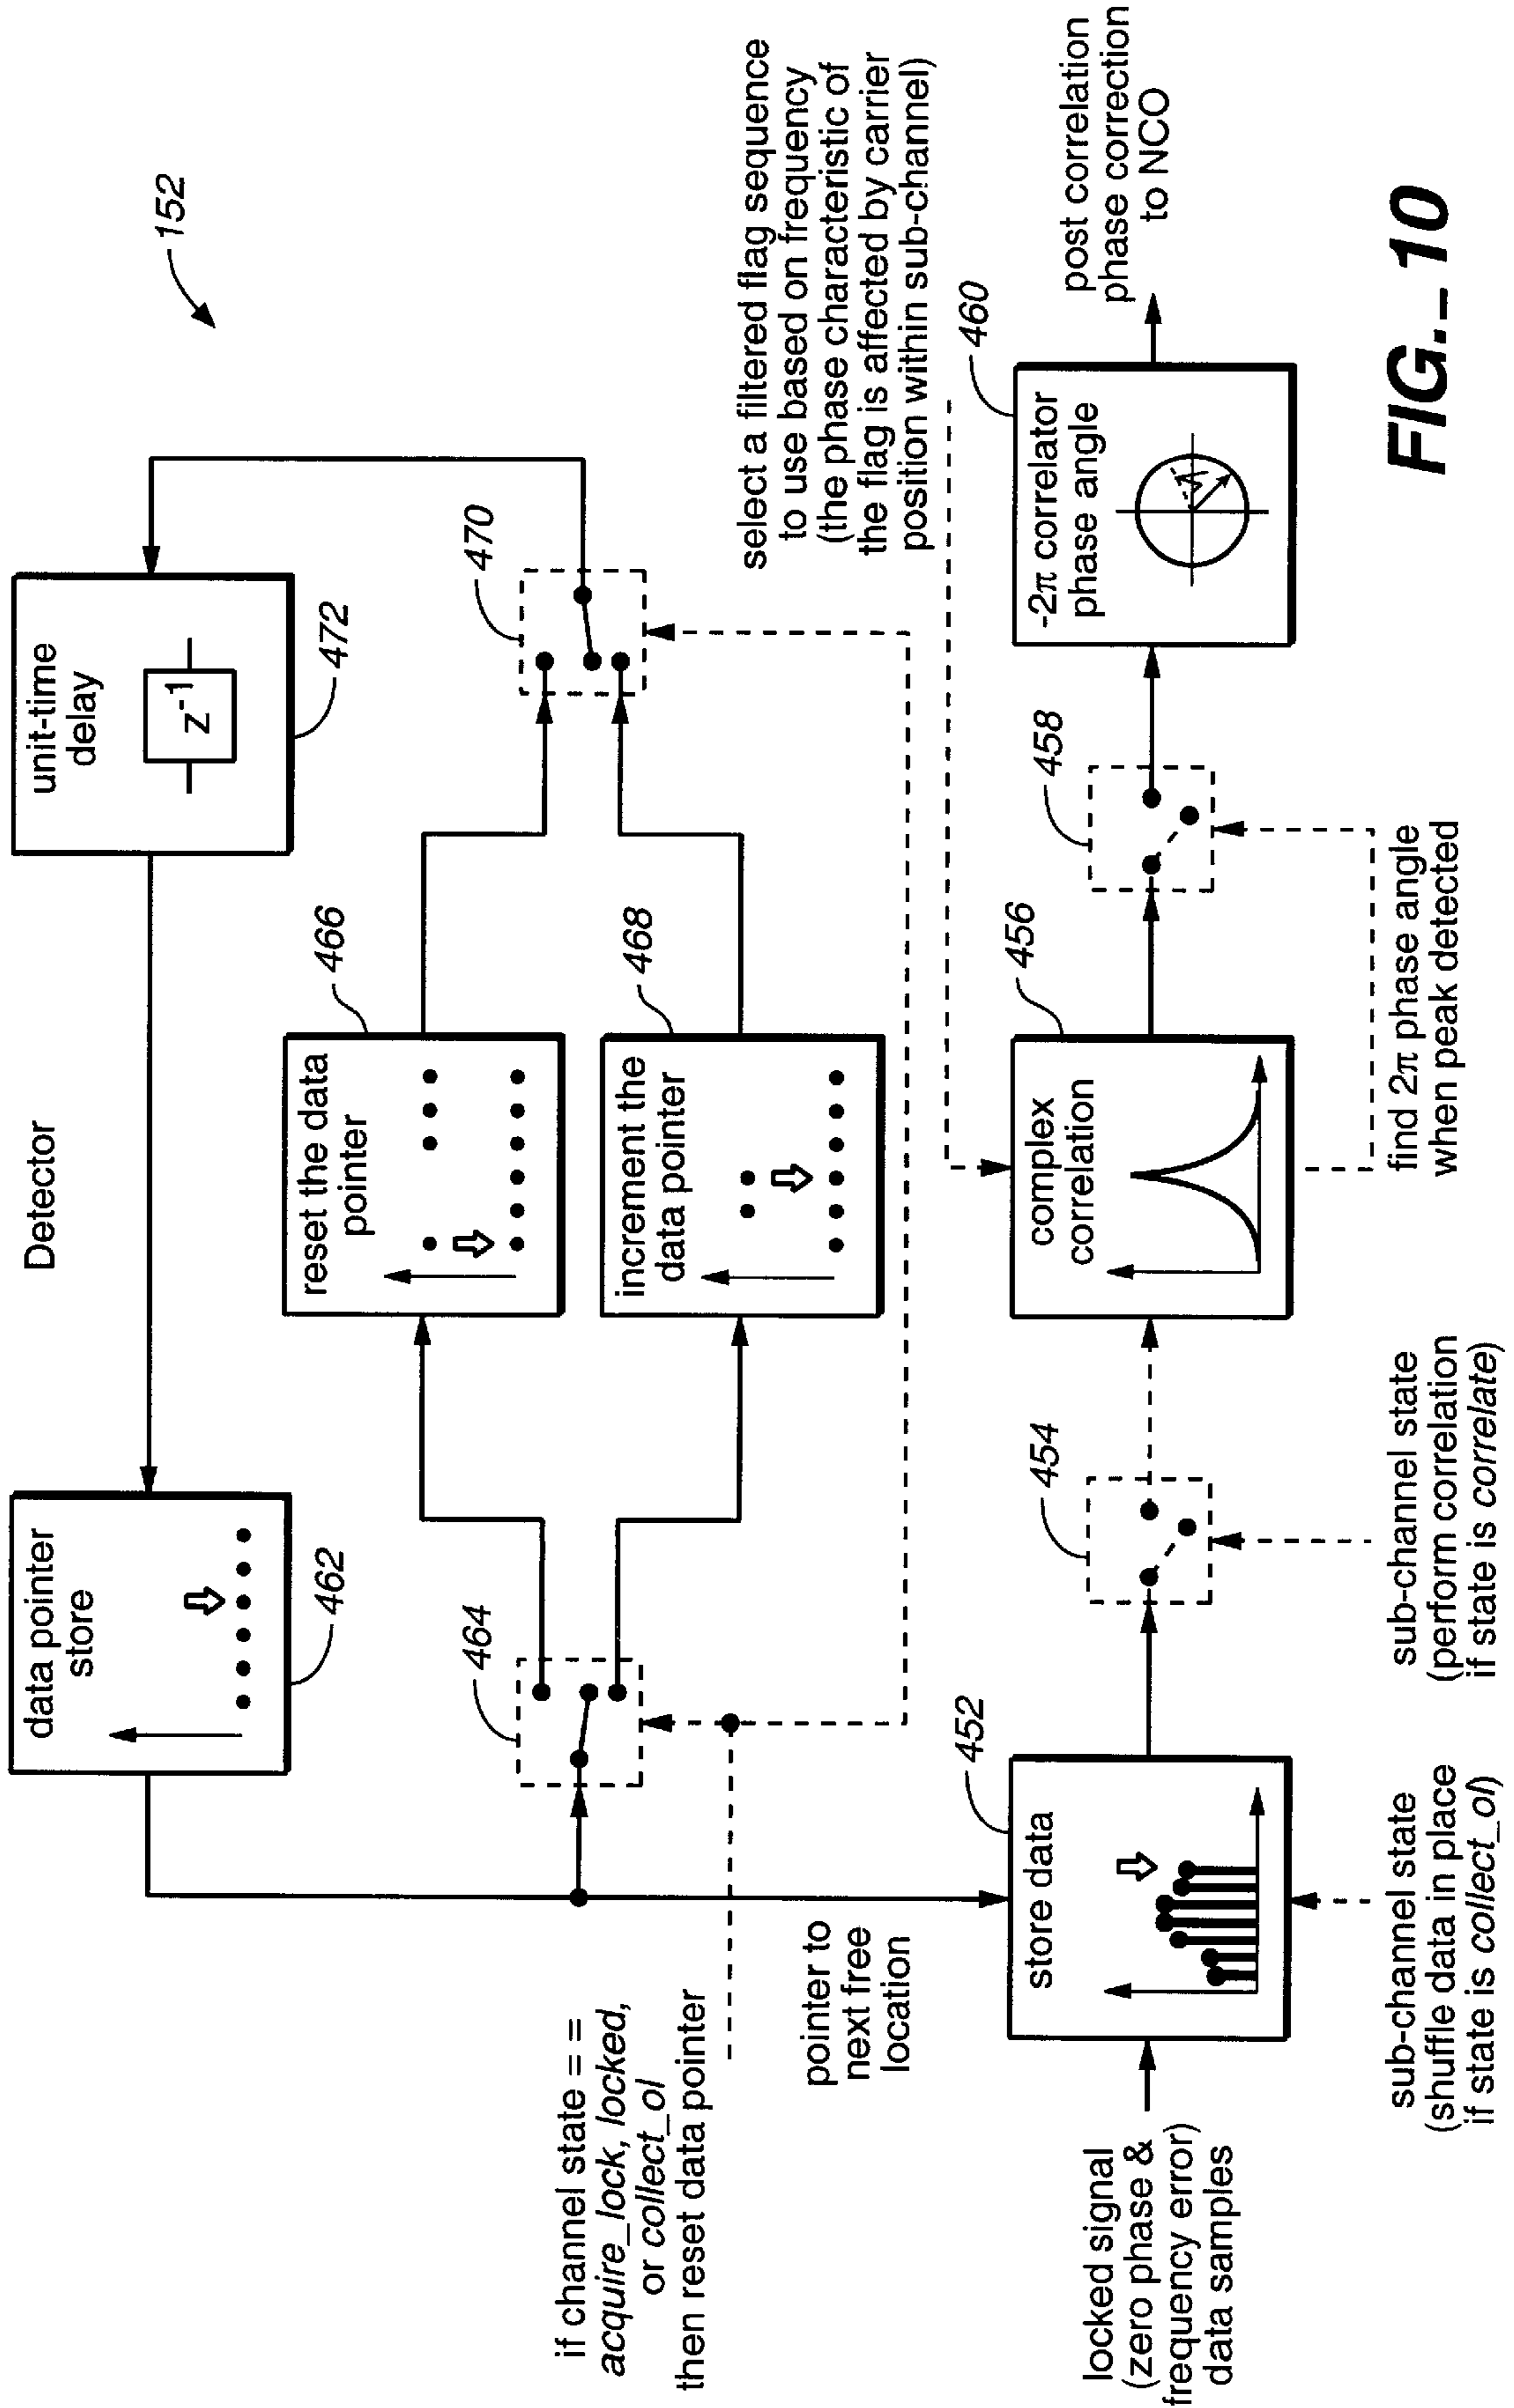 Detector
152
data pointer
store
462
unit-time
delay
z-1
472
if channel state = =
acquire_lock, locked,
or collect_ol
then reset data pointer
464
reset the data
pointer
466
increment the
data pointer
468
470
pointer to
next free
location
select a filtered flag sequence
to use based on frequency
(the phase characteristic of
the flag is affected by carrier
position within sub-channel)
locked signal
(zero phase &
frequency error)
data samples
store data
452
sub-channel state
(shuffle data in place
if state is collect_ol)
454
sub-channel state
(perform correlation
if state is correlate)
complex
correlation
456
458
find 2π phase angle
when peak detected
-2π correlator
phase angle
460
post correlation
phase correction
to NCO
FIG._10